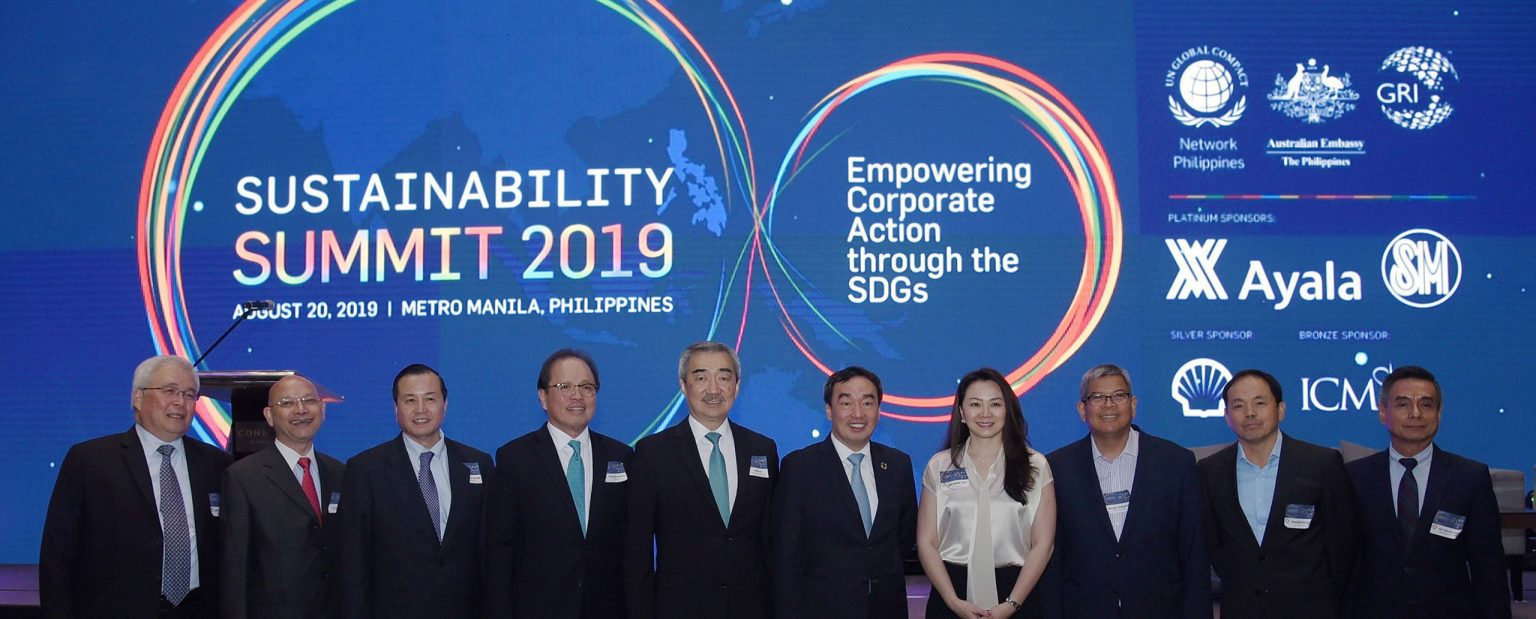 SUSTAINABILITY
SUMMIT 2019
AUGUST 20, 2019 | METRO MANILA, PHILIPPINES
Empowering
Corporate
Action
through the
SDGs
UN GLOBAL COMPACT
Network
Philippines
Australian Embassy
The Philippines
GRI
PLATINUM SPONSORS:
Ayala
SM
SILVER SPONSOR
BRONZE SPONSOR:
ICMS